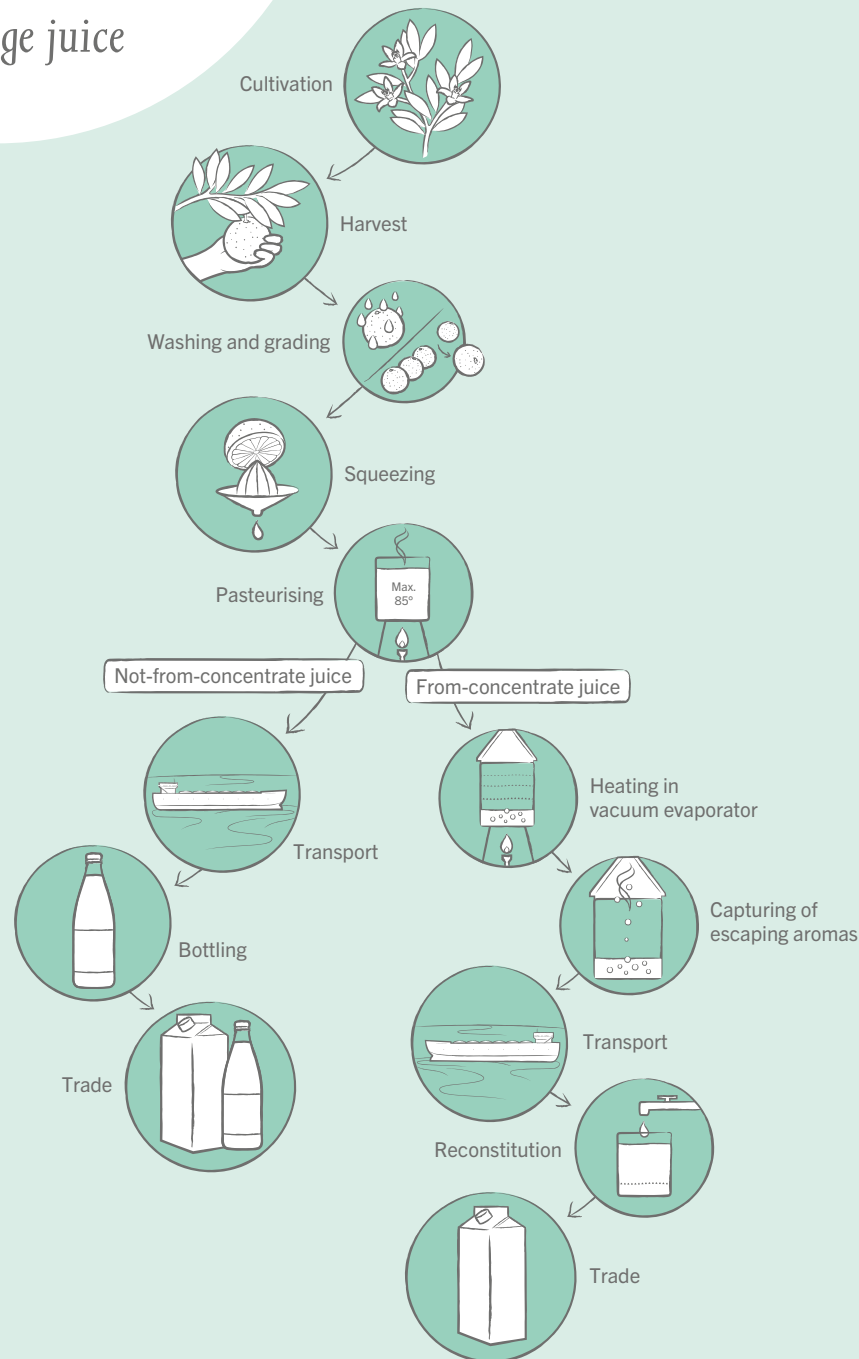 ge juice
Cultivation
Harvest
Washing and grading
Squeezing
Pasteurising
Max.
85°
Not-from-concentrate juice
From-concentrate juice
Heating in
vacuum evaporator
Transport
Capturing of
escaping aromas
Bottling
Transport
Trade
Reconstitution
Trade